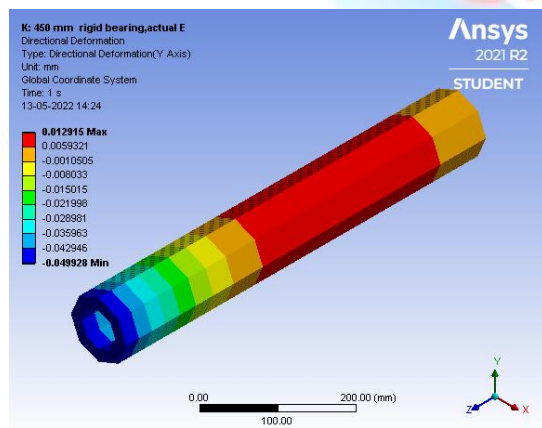 K: 450 mm  rigid bearing,actual E
Directional Deformation
Type: Directional Deformation(Y Axis)
Unit: mm
Global Coordinate System
Time: 1 s
13-05-2022 14:24
Ansys
2021 R2
STUDENT
0.012915 Max
0.0059321
-0.0010505
-0.008033
-0.015015
-0.021998
-0.028981
-0.035963
-0.042946
-0.049928 Min
0.00
200.00 (mm)
100.00
Y
Z
X